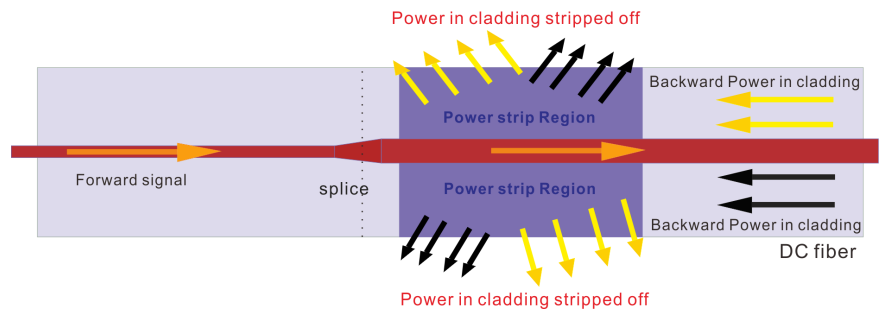 Power in cladding stripped off
Backward Power in cladding
Power strip Region
Forward signal
splice
Power strip Region
Backward Power in cladding
DC fiber
Power in cladding stripped off